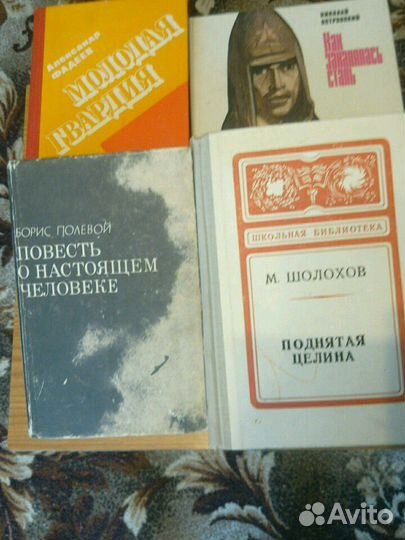 Александр
ФАДЕЕВ
МОЛОДАЯ
ГВАРДИЯ
НИКОЛАЙ
ОСТРОВСКИЙ
Как
закалялась
сталь
БОРИС ПОЛЕВОЙ
ПОВЕСТЬ
О НАСТОЯЩЕМ
ЧЕЛОВЕКЕ
ШКОЛЬНАЯ БИБЛИОТЕКА
М. ШОЛОХОВ
ПОДНЯТАЯ
ЦЕЛИНА
Avito